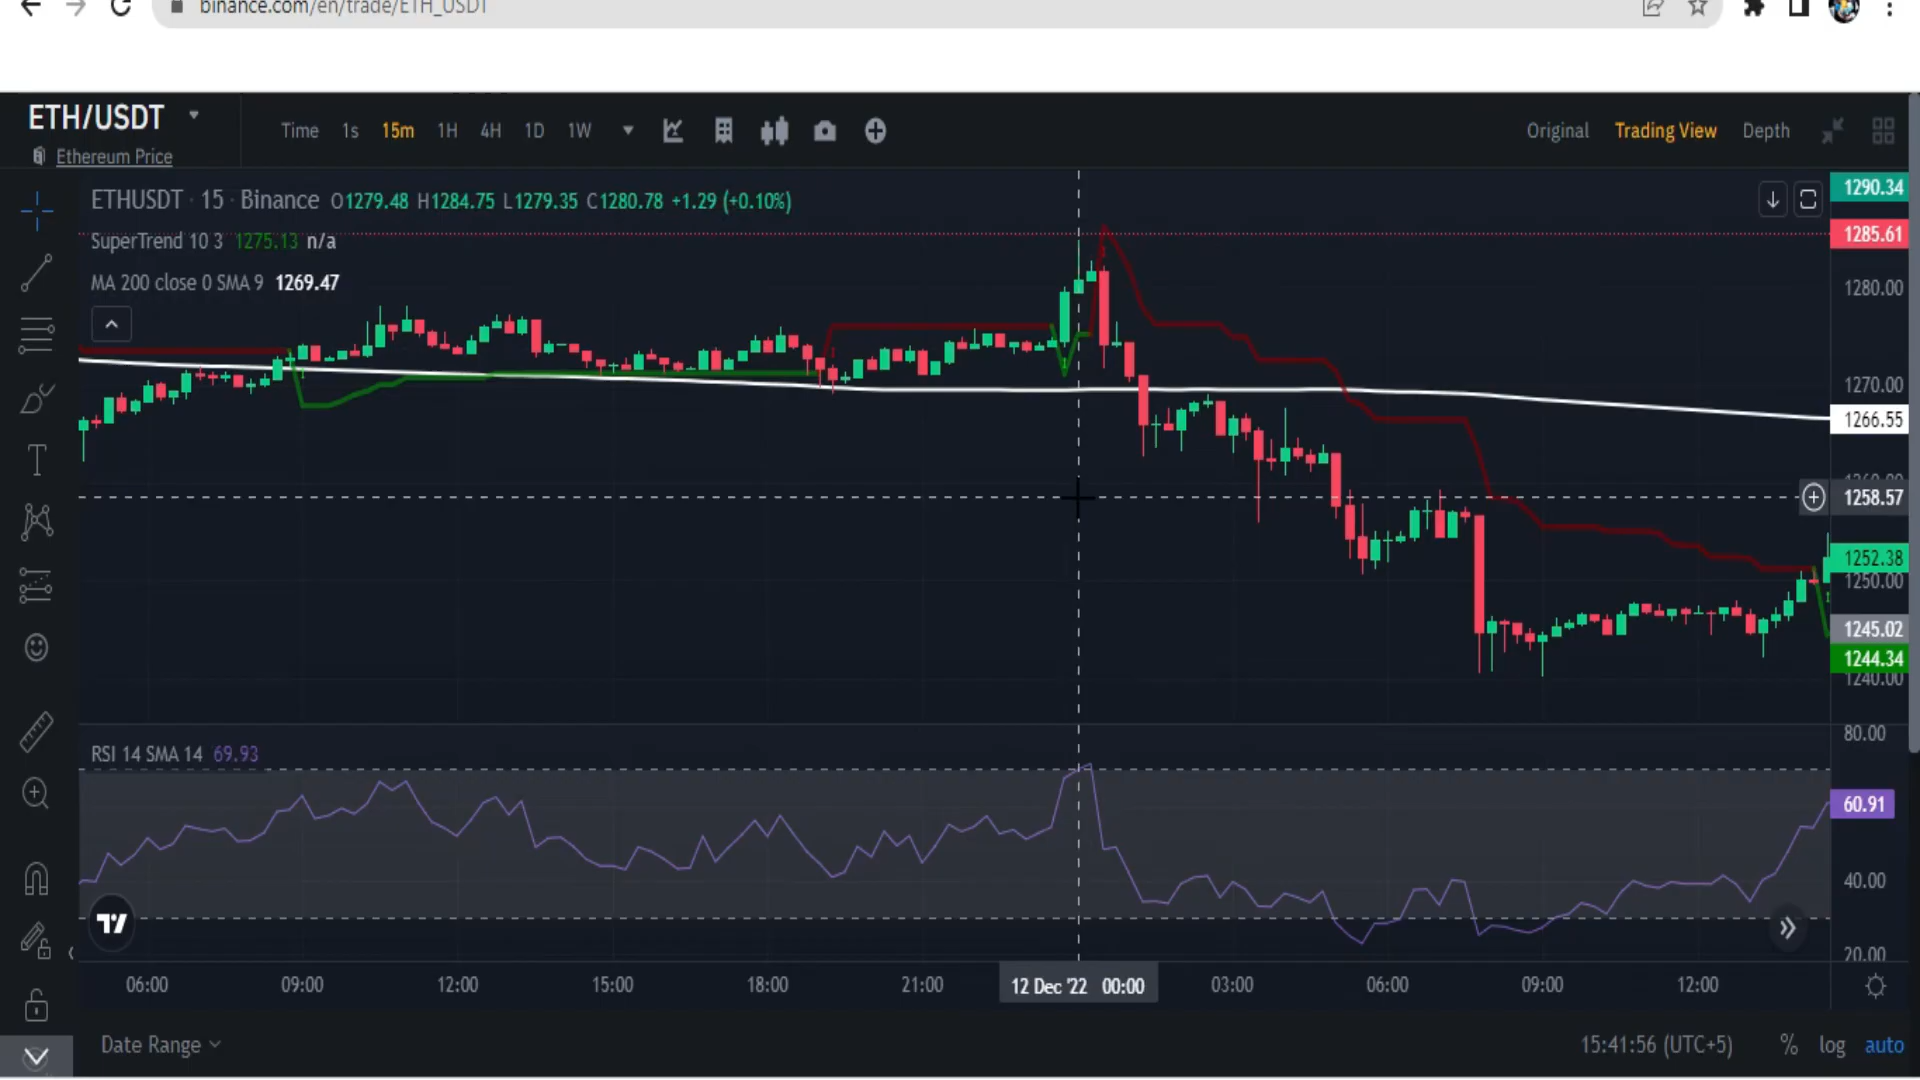 binance.com/en/trade/ETH_USDT
ETH/USDT
Ethereum Price
Time 1s 15m 1H 4H 1D 1W
Original Trading View Depth
ETHUSDT · 15 · Binance O1279.48 H1284.75 L1279.35 C1280.78 +1.29 (+0.10%)
SuperTrend 10 3 1275.13 n/a
MA 200 close 0 SMA 9 1269.47
1290.34
1285.61
1280.00
1270.00
1266.55
1260.00
1258.57
1252.38
1250.00
1245.02
1244.34
1240.00
RSI 14 SMA 14 69.93
80.00
60.91
40.00
20.00
06:00 09:00 12:00 15:00 18:00 21:00 12 Dec '22 00:00 03:00 06:00 09:00 12:00
Date Range 15:41:56 (UTC+5) % log auto